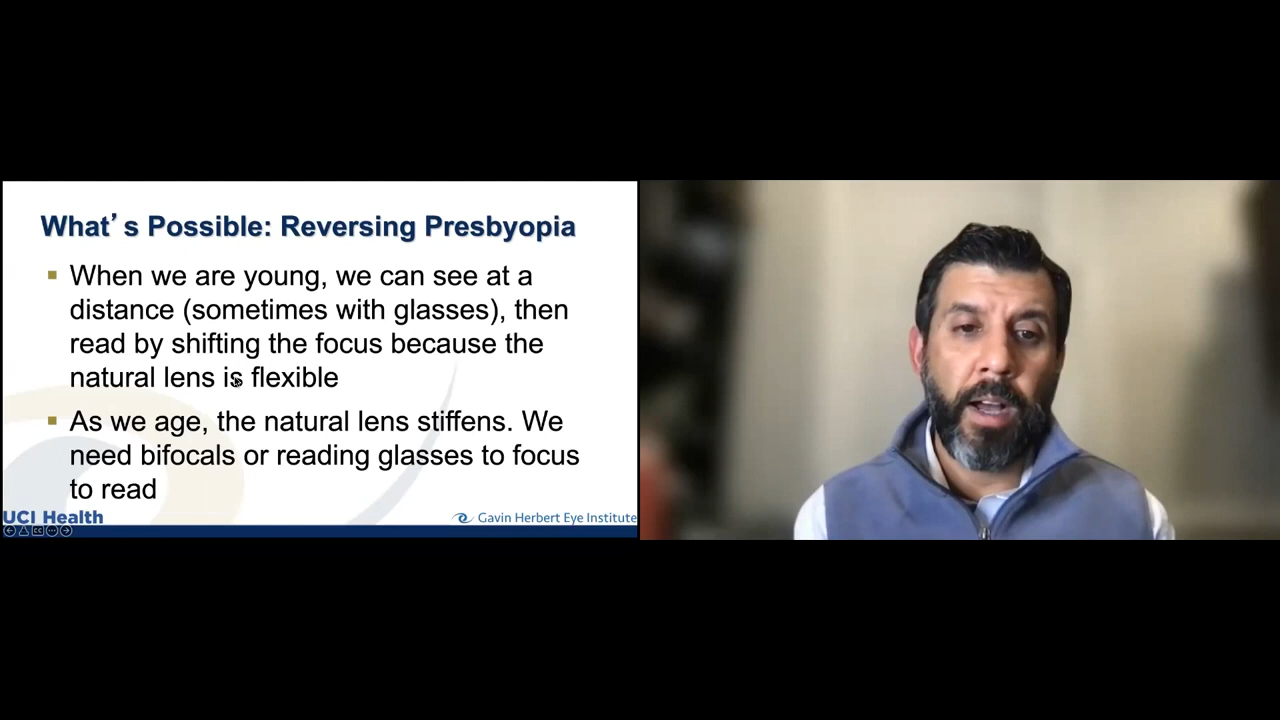 What's Possible: Reversing Presbyopia
When we are young, we can see at a
distance (sometimes with glasses), then
read by shifting the focus because the
natural lens is flexible
As we age, the natural lens stiffens. We
need bifocals or reading glasses to focus
to read
UCI Health
Gavin Herbert Eye Institute